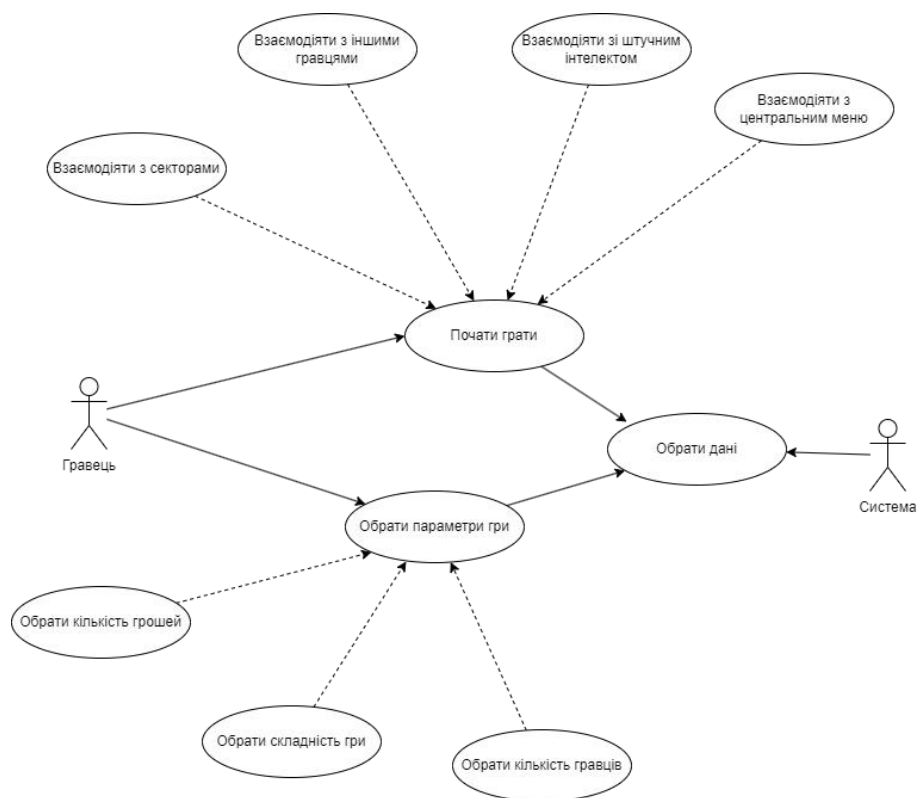 Взаємодіяти з іншими
гравцями
Взаємодіяти зі штучним
інтелектом
Взаємодіяти з
центральним меню
Взаємодіяти з секторами
Почати грати
Гравець
Обрати дані
Система
Обрати параметри гри
Обрати кількість грошей
Обрати складність гри
Обрати кількість гравців